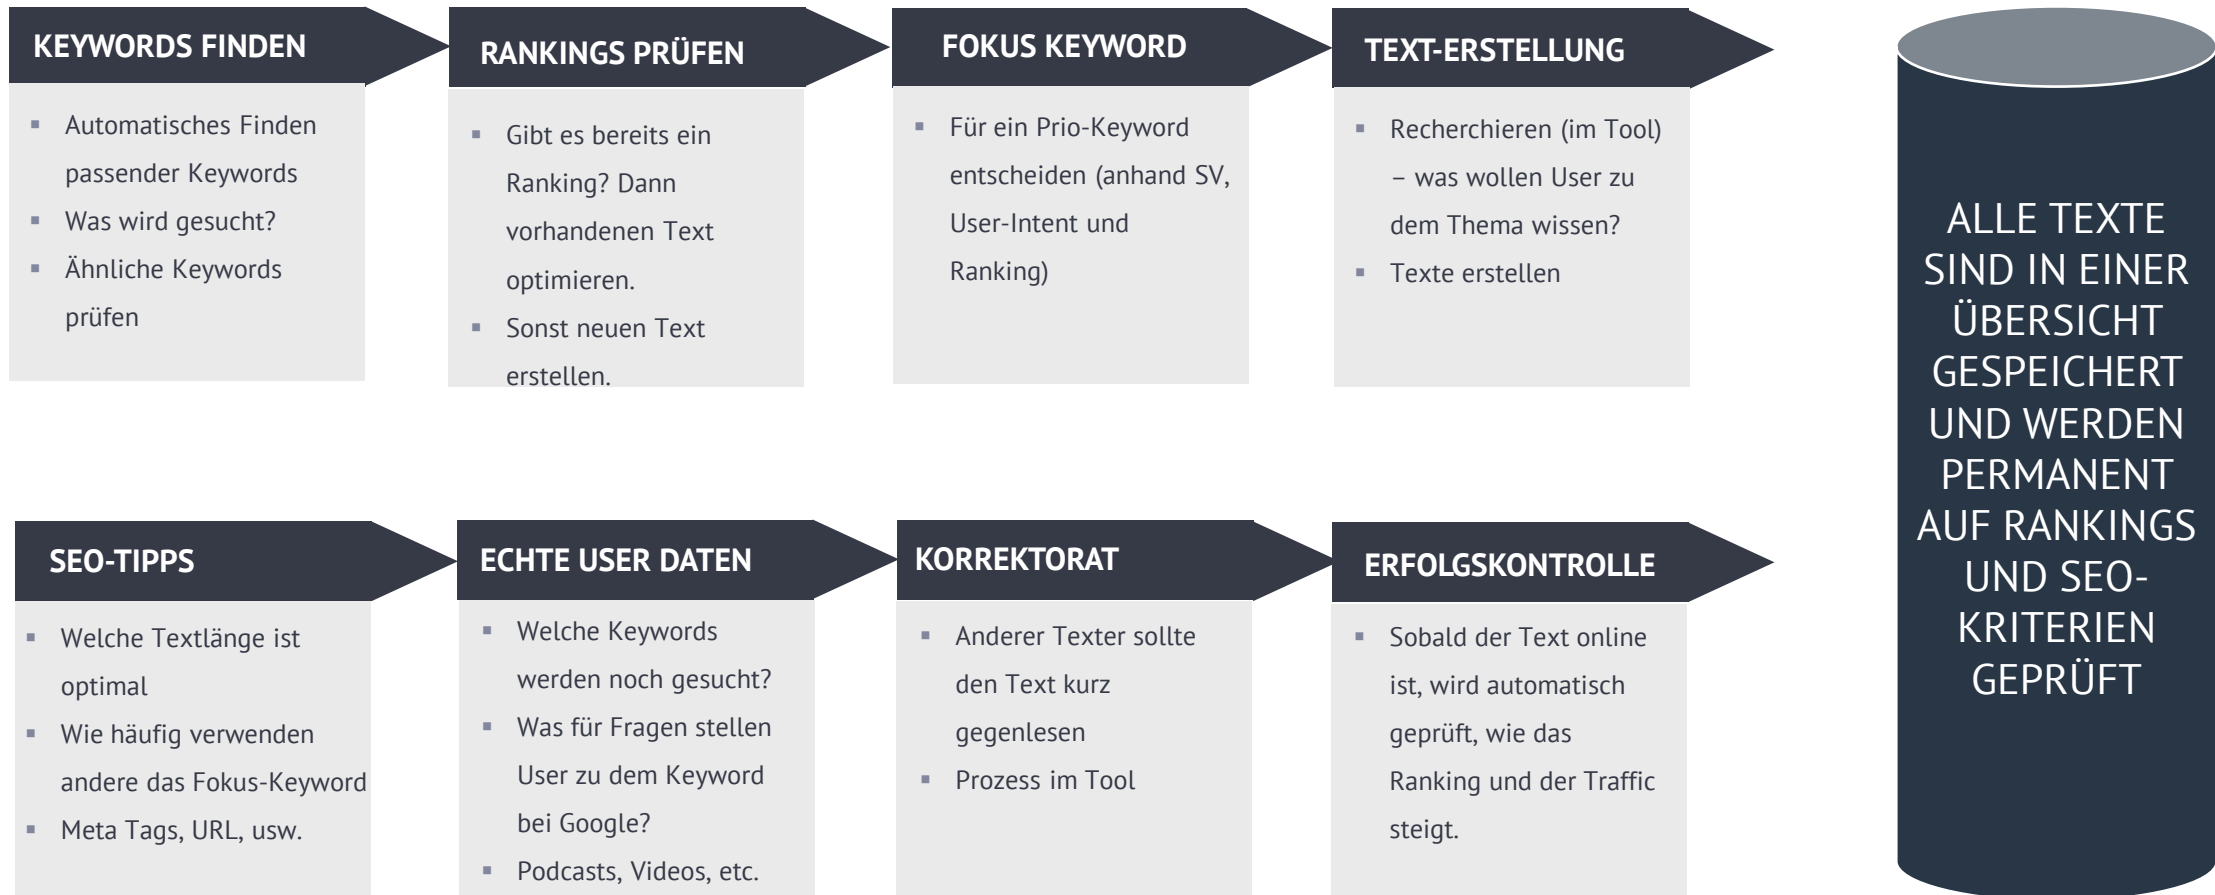 KEYWORDS FINDEN
▪ Automatisches Finden
passender Keywords
▪ Was wird gesucht?
▪ Ähnliche Keywords
prüfen
RANKINGS PRÜFEN
▪ Gibt es bereits ein
Ranking? Dann
vorhandenen Text
optimieren.
▪ Sonst neuen Text
erstellen.
FOKUS KEYWORD
▪ Für ein Prio-Keyword
entscheiden (anhand SV,
User-Intent und
Ranking)
TEXT-ERSTELLUNG
▪ Recherchieren (im Tool)
– was wollen User zu
dem Thema wissen?
▪ Texte erstellen
SEO-TIPPS
▪ Welche Textlänge ist
optimal
▪ Wie häufig verwenden
andere das Fokus-Keyword
▪ Meta Tags, URL, usw.
ECHTE USER DATEN
▪ Welche Keywords
werden noch gesucht?
▪ Was für Fragen stellen
User zu dem Keyword
bei Google?
▪ Podcasts, Videos, etc.
KORREKTORAT
▪ Anderer Texter sollte
den Text kurz
gegenlesen
▪ Prozess im Tool
ERFOLGSKONTROLLE
▪ Sobald der Text online
ist, wird automatisch
geprüft, wie das
Ranking und der Traffic
steigt.
ALLE TEXTE
SIND IN EINER
ÜBERSICHT
GESPEICHERT
UND WERDEN
PERMANENT
AUF RANKINGS
UND SEO-
KRITERIEN
GEPRÜFT